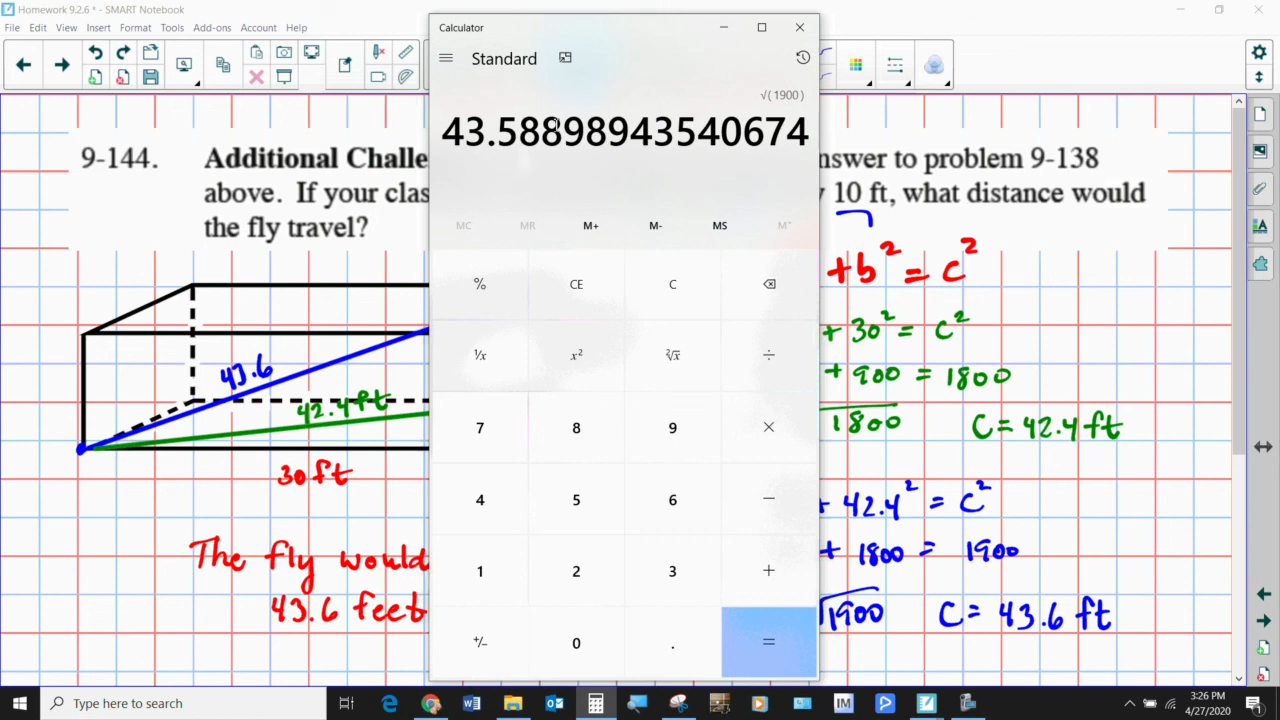 Homework 9.2.6 * - SMART Notebook
File Edit View Insert Format Tools Add-ons Account Help
Calculator
Standard
√(1900)
43.588989435406 74
MC MR M+ M- MS M˅
% CE C ⌫
¹/x x² ²√x ÷
7 8 9 ×
4 5 6 −
1 2 3 +
+/− 0 . =
9-144. Additional Challe nswer to problem 9-138
above. If your clas y 10 ft, what distance would
the fly travel?
+b² = c²
+ 30² = c²
+ 900 = 1800
1800 C = 42.4 ft
+ 42.4² = c²
+ 1800 = 1900
√1900 C = 43.6 ft
43.6
42.4 ft
30 ft
The fly would
43.6 feet
Type here to search
IM
3:26 PM
4/27/2020
1